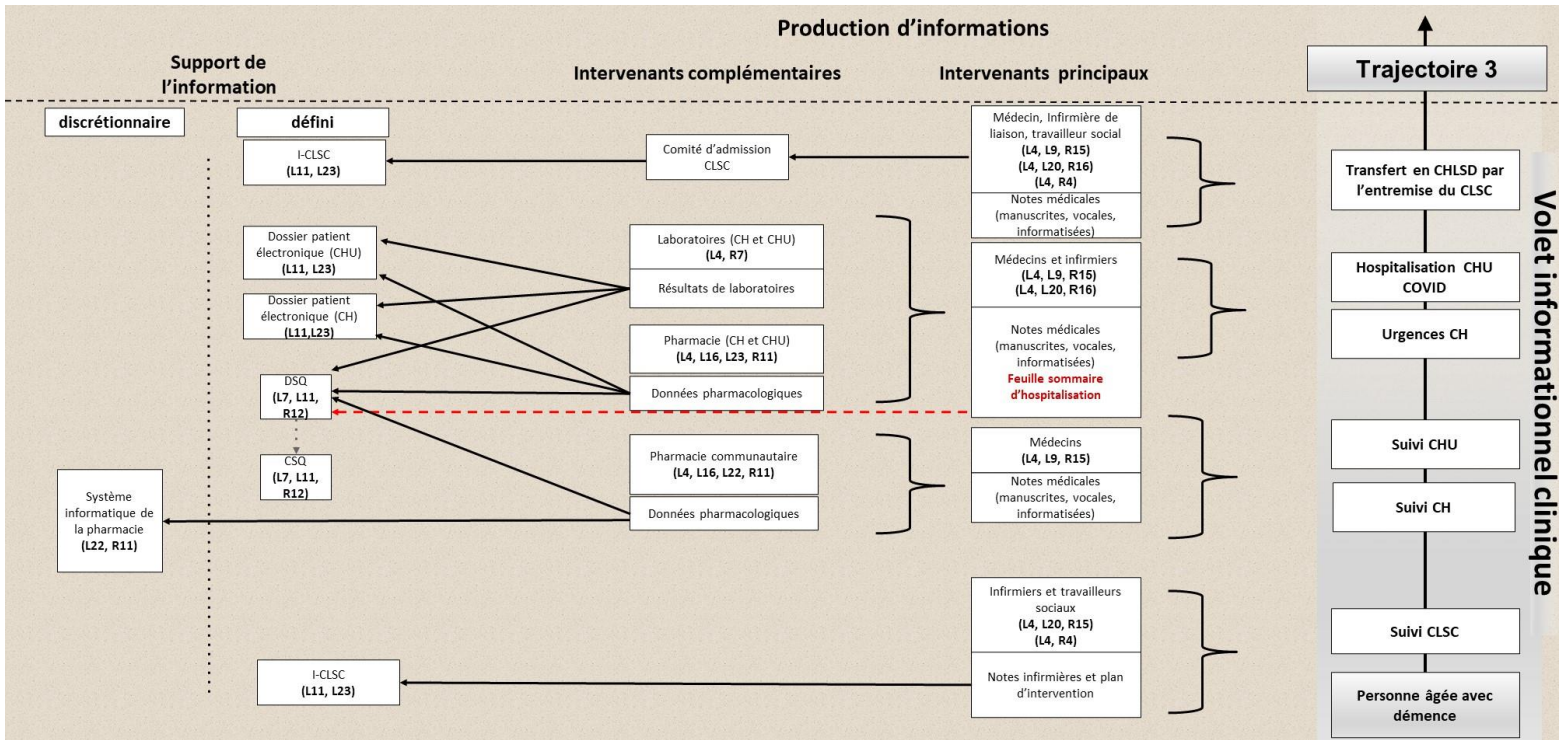 Production d’informations
Support de
l’information
Intervenants complémentaires
Intervenants principaux
Trajectoire 3
discrétionnaire
défini
I-CLSC
(L11, L23)
Comité d’admission
CLSC
Médecin, Infirmière de
liaison, travailleur social
(L4, L9, R15)
(L4, L20, R16)
(L4, R4)
Notes médicales
(manuscrites, vocales,
informatisées)
Transfert en CHLSD par
l’entremise du CLSC
Dossier patient
électronique (CHU)
(L11, L23)
Laboratoires (CH et CHU)
(L4, R7)
Résultats de laboratoires
Médecins et infirmiers
(L4, L9, R15)
(L4, L20, R16)
Hospitalisation CHU
COVID
Dossier patient
électronique (CH)
(L11,L23)
Pharmacie (CH et CHU)
(L4, L16, L23, R11)
Données pharmacologiques
Notes médicales
(manuscrites, vocales,
informatisées)
Feuille sommaire
d’hospitalisation
Urgences CH
DSQ
(L7, L11,
R12)
CSQ
(L7, L11,
R12)
Pharmacie communautaire
(L4, L16, L22, R11)
Données pharmacologiques
Médecins
(L4, L9, R15)
Notes médicales
(manuscrites, vocales,
informatisées)
Suivi CHU
Suivi CH
Système
informatique de
la pharmacie
(L22, R11)
Infirmiers et travailleurs
sociaux
(L4, L20, R15)
(L4, R4)
Notes infirmières et plan
d’intervention
Suivi CLSC
I-CLSC
(L11, L23)
Personne âgée avec
démence
Volet informationnel clinique